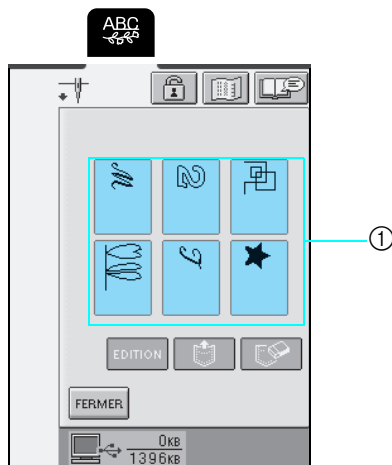 ABC
①
EDITION
FERMER
0KB
1396KB